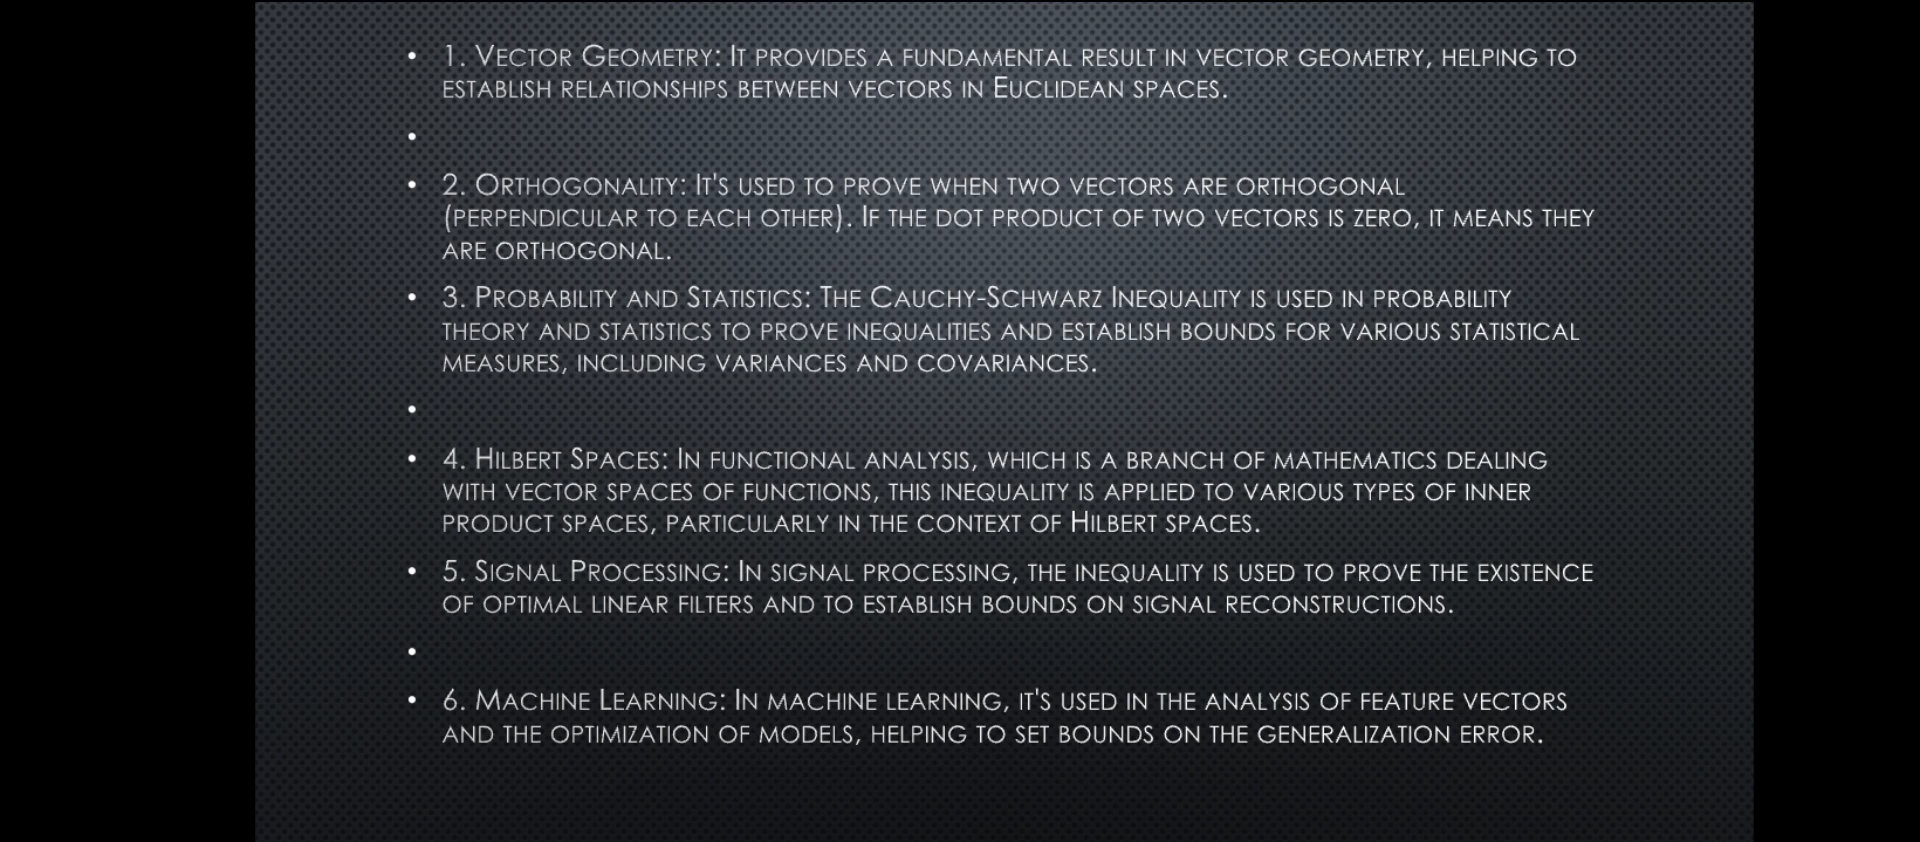 • 1. Vector Geometry: It provides a fundamental result in vector geometry, helping to
establish relationships between vectors in Euclidean spaces.
•
• 2. Orthogonality: It's used to prove when two vectors are orthogonal
(perpendicular to each other). If the dot product of two vectors is zero, it means they
are orthogonal.
• 3. Probability and Statistics: The Cauchy-Schwarz Inequality is used in probability
theory and statistics to prove inequalities and establish bounds for various statistical
measures, including variances and covariances.
•
• 4. Hilbert Spaces: In functional analysis, which is a branch of mathematics dealing
with vector spaces of functions, this inequality is applied to various types of inner
product spaces, particularly in the context of Hilbert spaces.
• 5. Signal Processing: In signal processing, the inequality is used to prove the existence
of optimal linear filters and to establish bounds on signal reconstructions.
•
• 6. Machine Learning: In machine learning, it's used in the analysis of feature vectors
and the optimization of models, helping to set bounds on the generalization error.